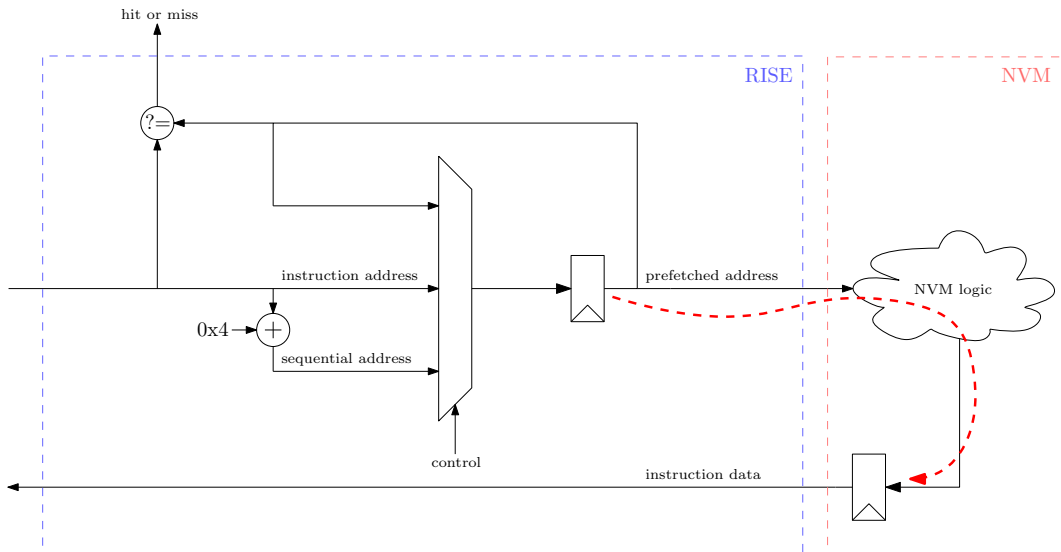 hit or miss
RISE
NVM
?=
instruction address
prefetched address
NVM logic
0x4
+
sequential address
control
instruction data